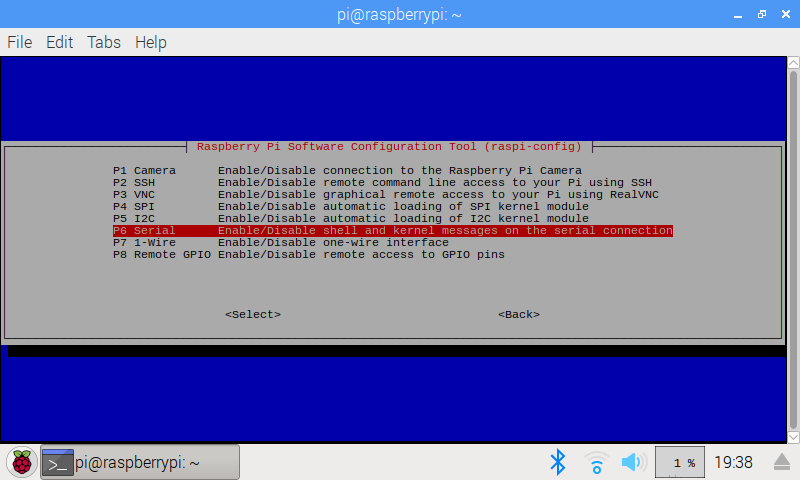 pi@raspberrypi: ~
File Edit Tabs Help
Raspberry Pi Software Configuration Tool (raspi-config)
P1 Camera Enable/Disable connection to the Raspberry Pi Camera
P2 SSH Enable/Disable remote command line access to your Pi using SSH
P3 VNC Enable/Disable graphical remote access to your Pi using RealVNC
P4 SPI Enable/Disable automatic loading of SPI kernel module
P5 I2C Enable/Disable automatic loading of I2C kernel module
P6 Serial Enable/Disable shell and kernel messages on the serial connection
P7 1-Wire Enable/Disable one-wire interface
P8 Remote GPIO Enable/Disable remote access to GPIO pins
<Select> <Back>
>_ pi@raspberrypi: ~ 1 % 19:38